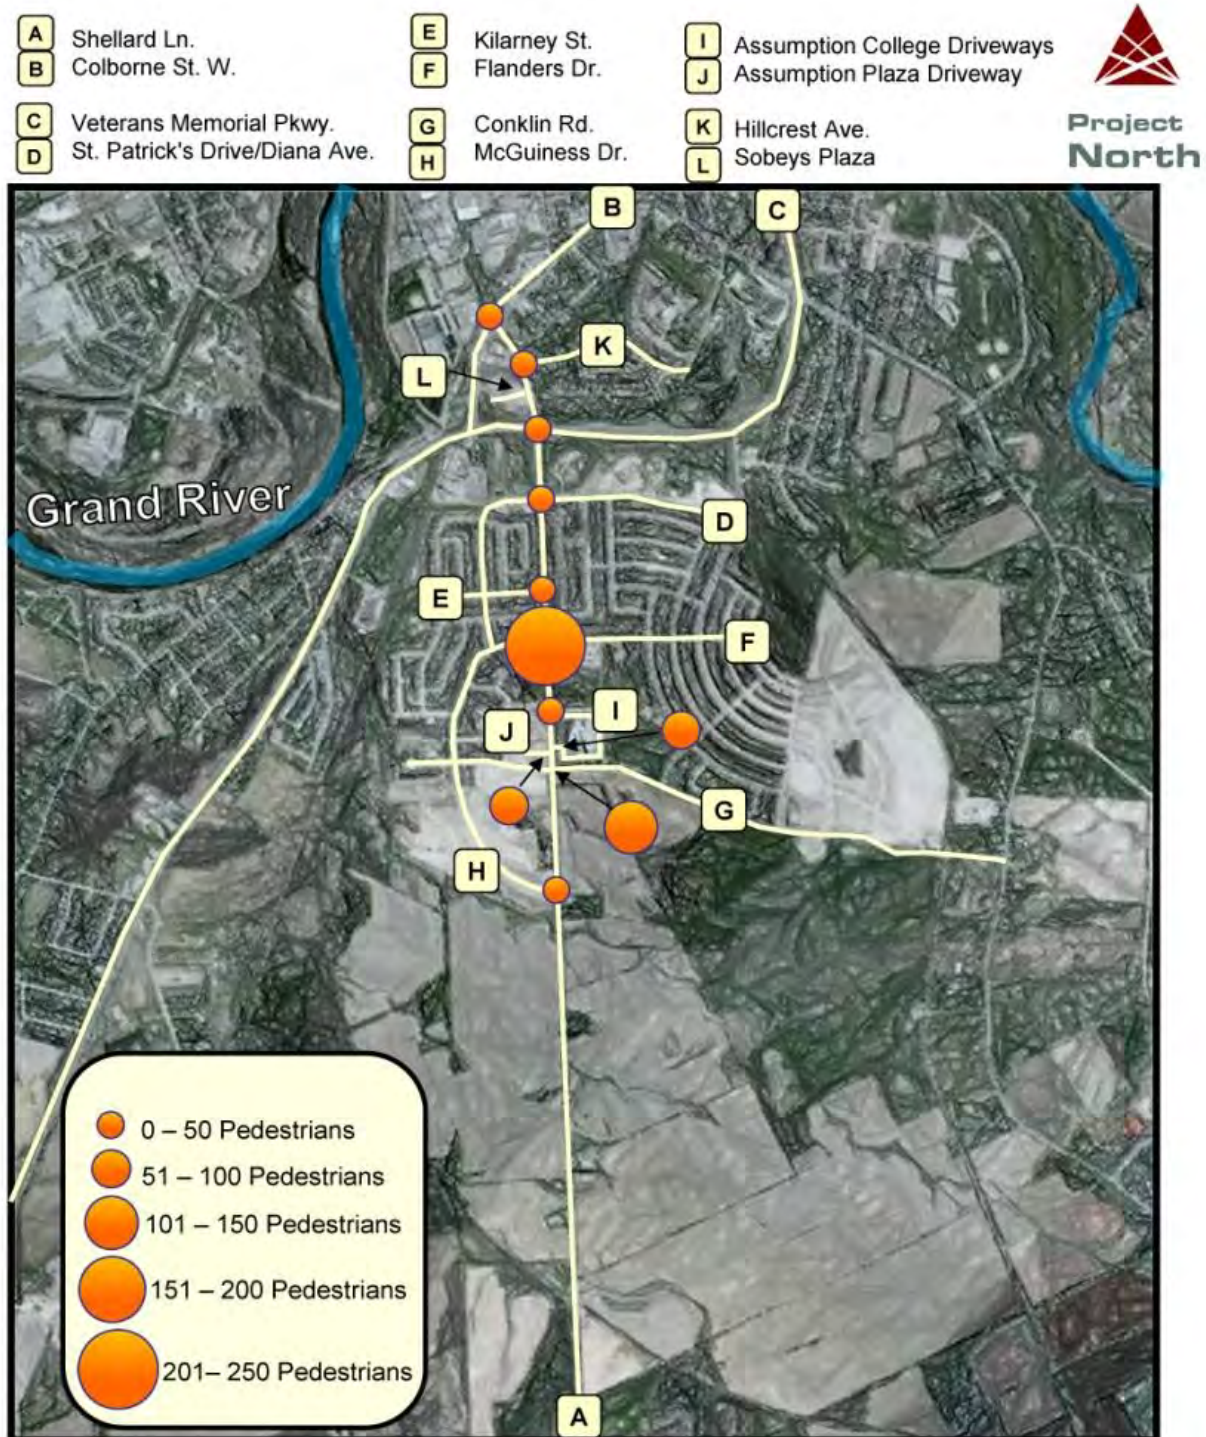 A Shellard Ln.
B Colborne St. W.
C Veterans Memorial Pkwy.
D St. Patrick's Drive/Diana Ave.
E Kilarney St.
F Flanders Dr.
G Conklin Rd.
H McGuiness Dr.
I Assumption College Driveways
J Assumption Plaza Driveway
K Hillcrest Ave.
L Sobeys Plaza
Project
North
B
C
K
L
Grand River
D
E
F
I
J
G
H
0 – 50 Pedestrians
51 – 100 Pedestrians
101 – 150 Pedestrians
151 – 200 Pedestrians
201– 250 Pedestrians
A